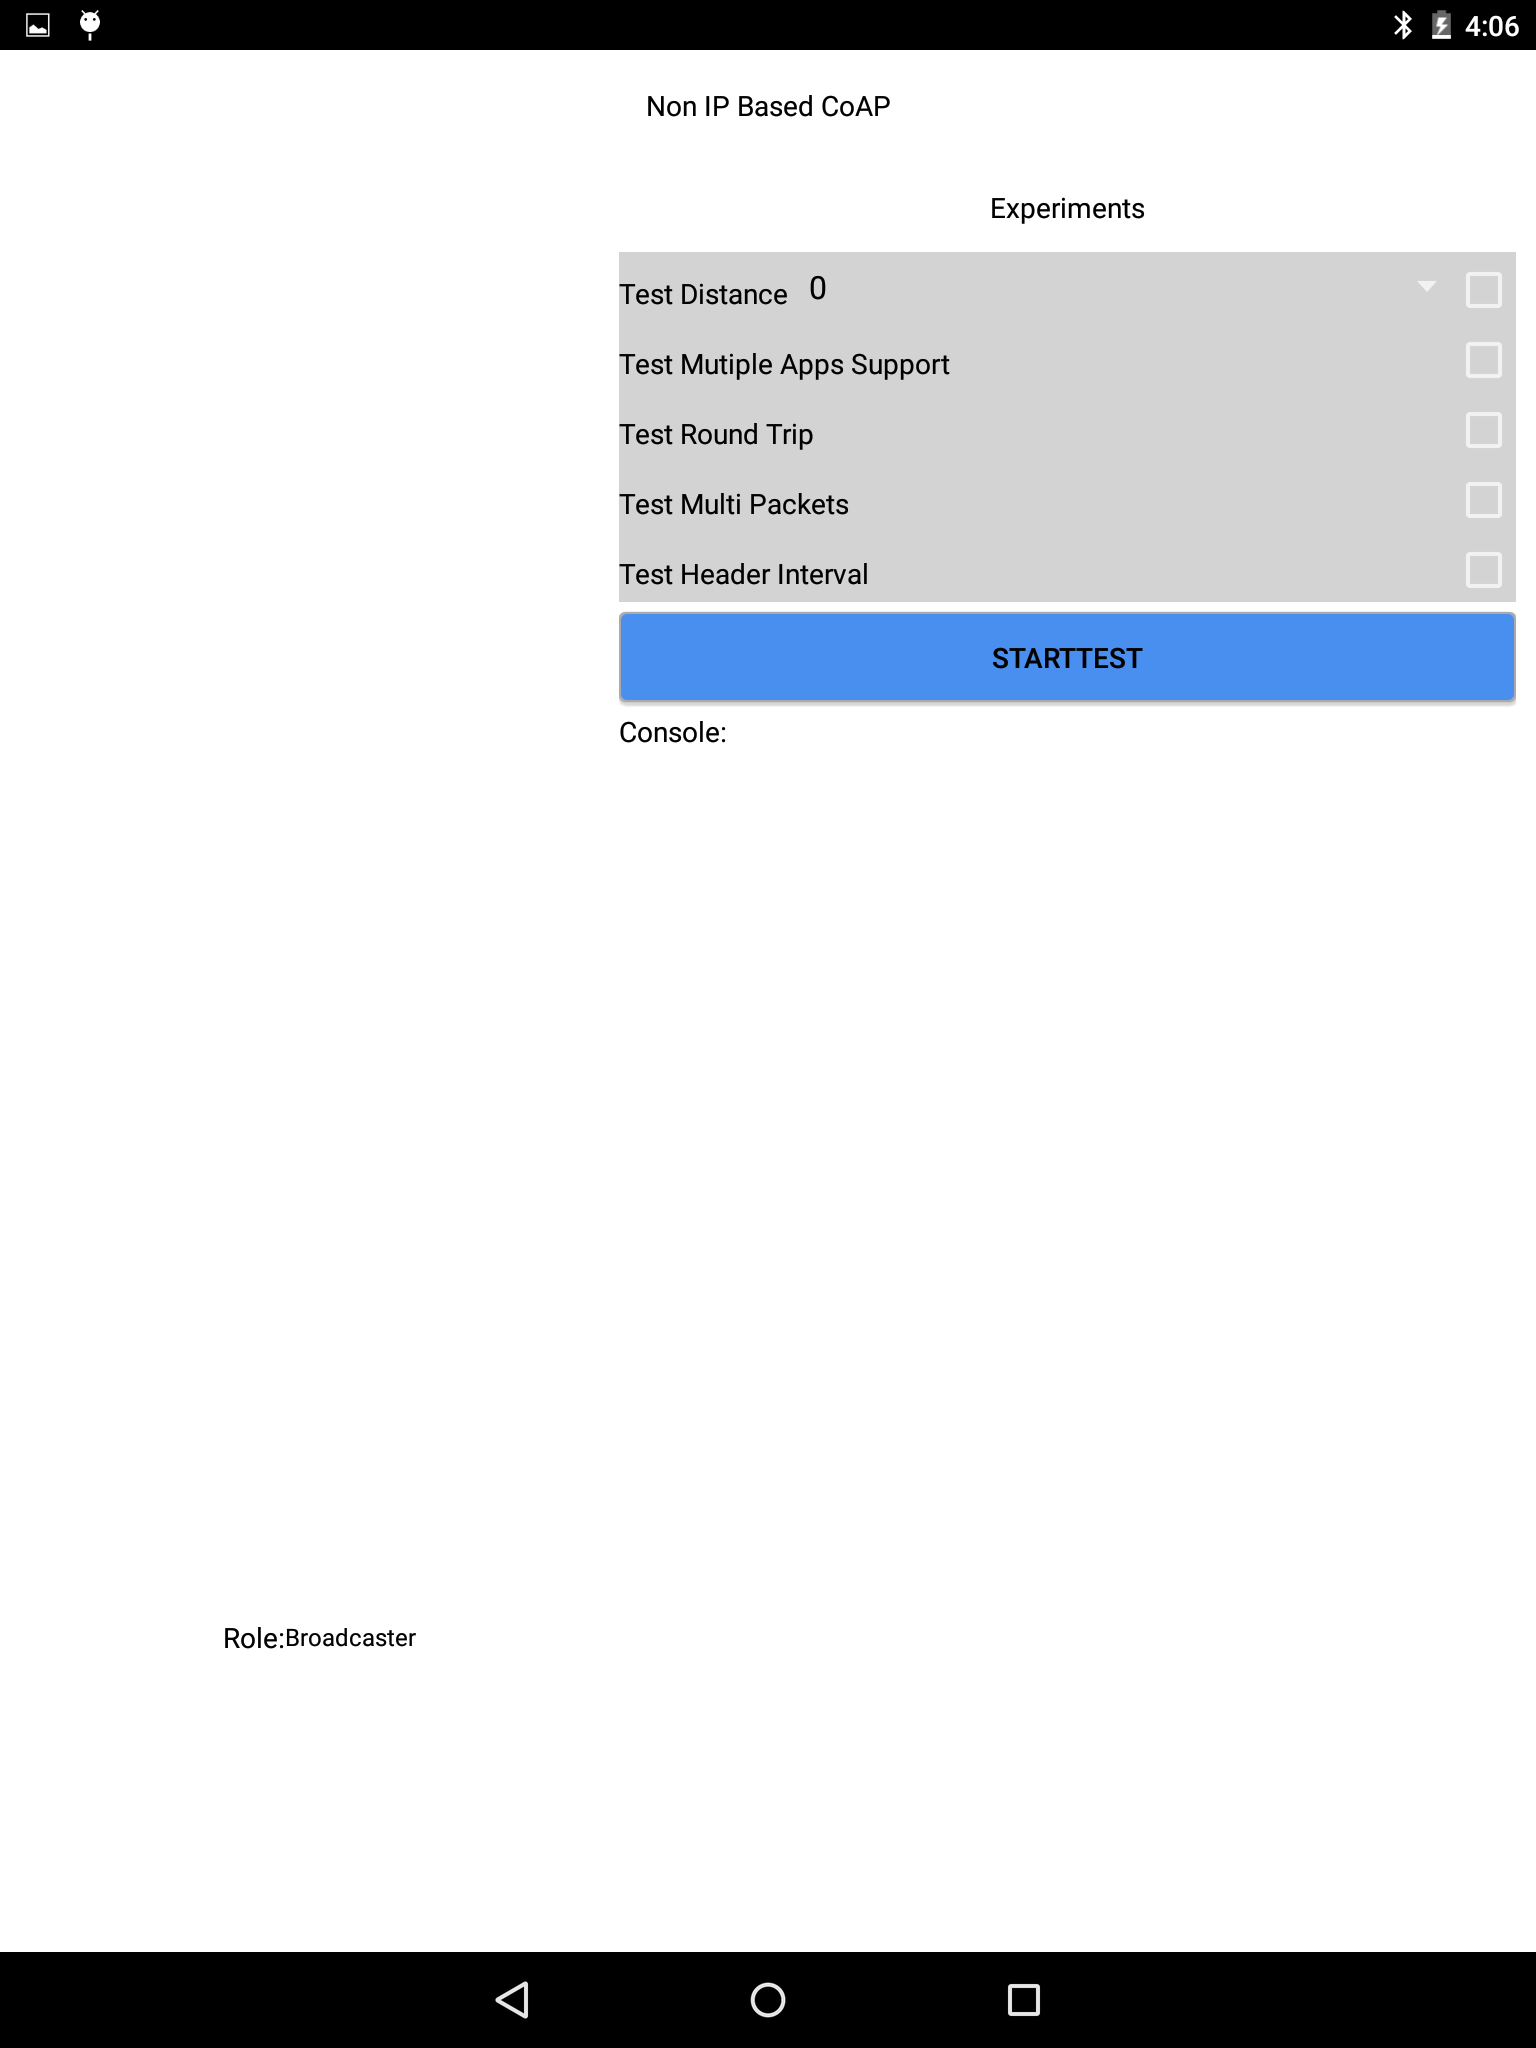 4:06
Non IP Based CoAP
Experiments
Test Distance 0
Test Mutiple Apps Support
Test Round Trip
Test Multi Packets
Test Header Interval
STARTTEST
Console:
Role:Broadcaster